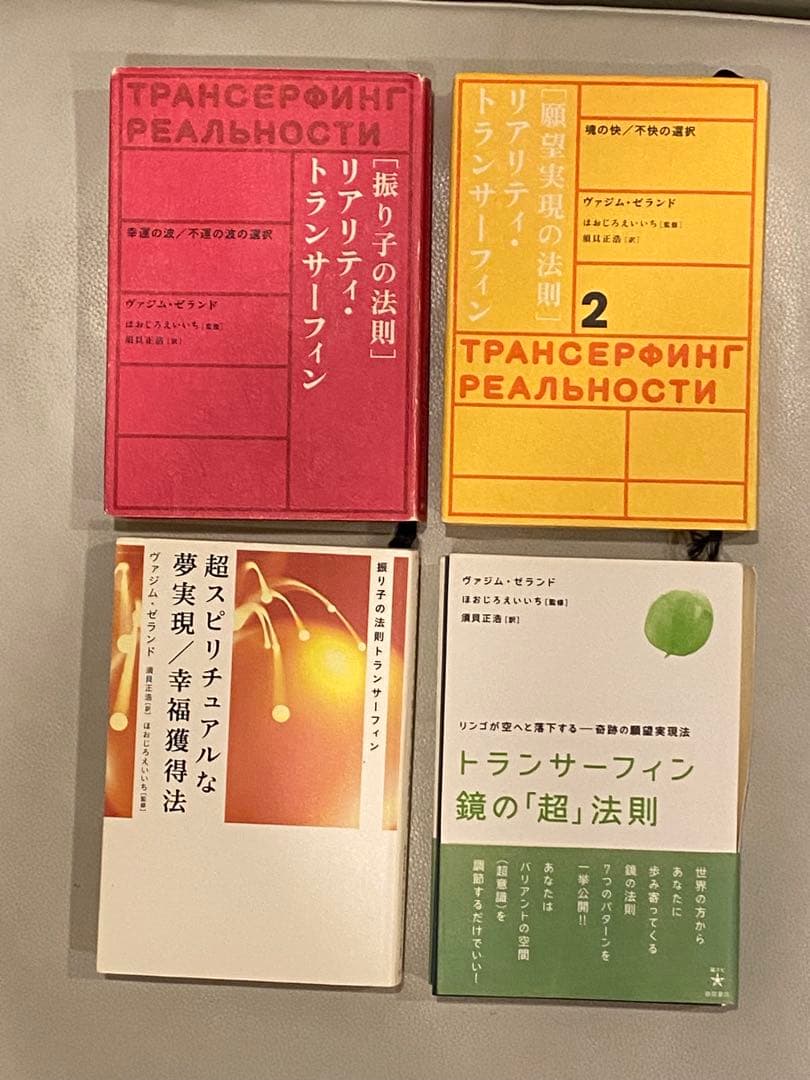 ТРАНСЕРФИНГ
РЕАЛЬНОСТИ
[振り子の法則]
リアリティ・
トランサーフィン
幸運の波／不運の波の選択
ヴァジム・ゼランド
ほおじろえいいち[監修]
須貝正浩[訳]
[願望実現の法則]
リアリティ・
トランサーフィン
魂の快／不快の選択
ヴァジム・ゼランド
ほおじろえいいち[監修]
須貝正浩[訳]
2
ТРАНСЕРФИНГ
РЕАЛЬНОСТИ
振り子の法則トランサーフィン
超スピリチュアルな
夢実現／幸福獲得法
ヴァジム・ゼランド
須貝正浩[訳] ほおじろえいいち[監修]
ヴァジム・ゼランド
ほおじろえいいち[監修]
須貝正浩[訳]
リンゴが空へと落下する―奇跡の願望実現法
トランサーフィン
鏡の「超」法則
世界の方から
あなたに
歩み寄ってくる
鏡の法則
7つのパターンを
一挙公開!!
あなたは
バリアントの空間
(超意識)を
調節するだけでいい！
超スピ
徳間書店